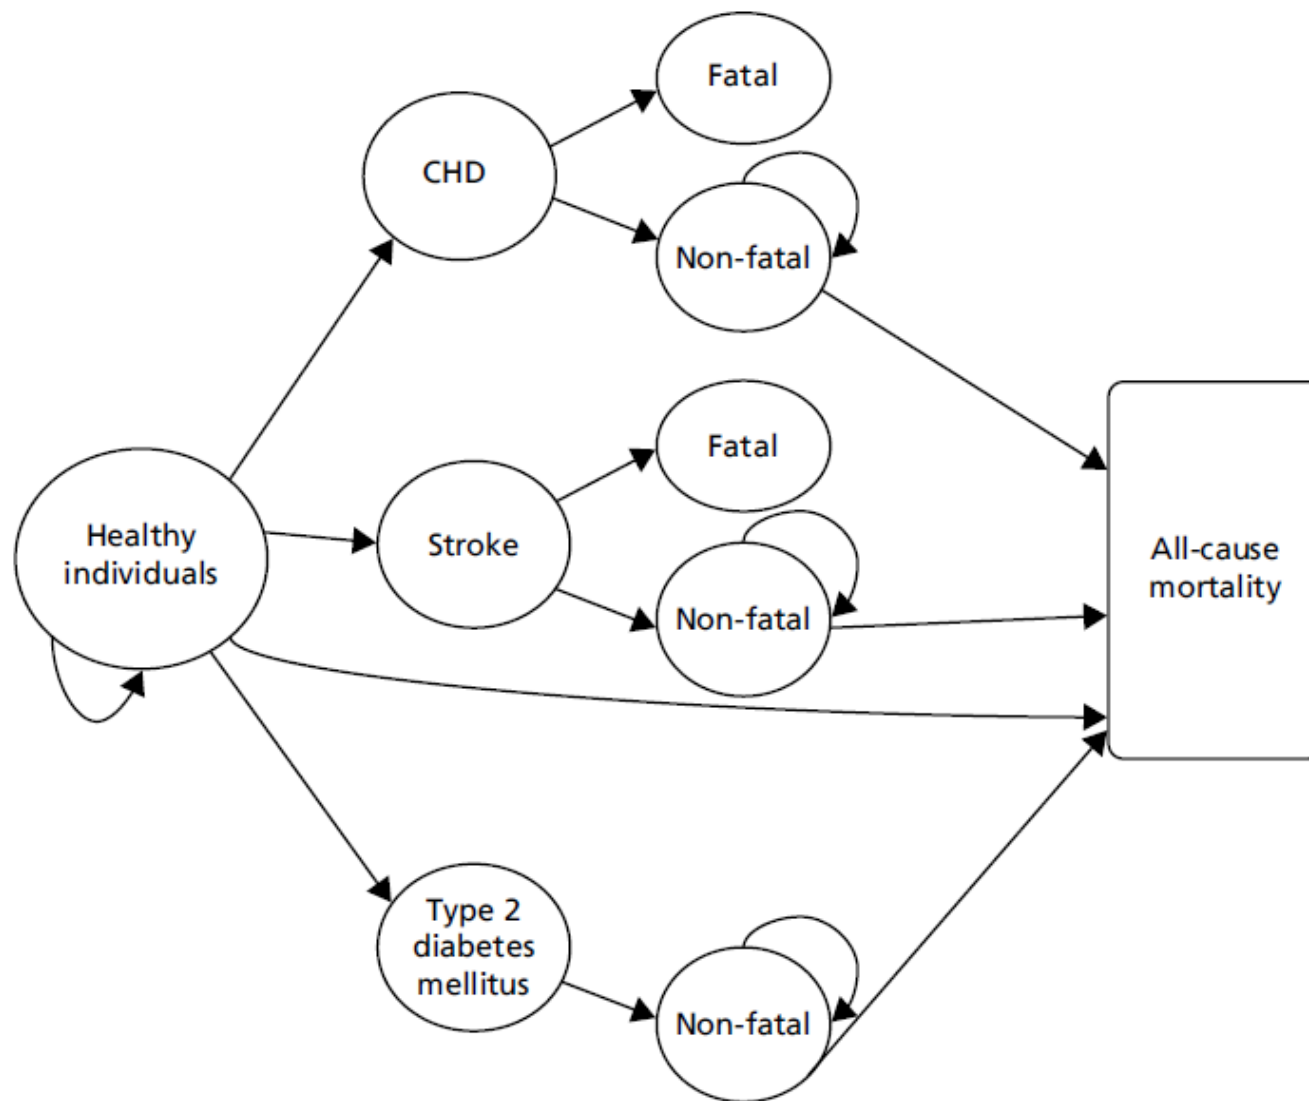 Fatal
CHD
Non-fatal
Fatal
Healthy
individuals
Stroke
Non-fatal
All-cause
mortality
Type 2
diabetes
mellitus
Non-fatal